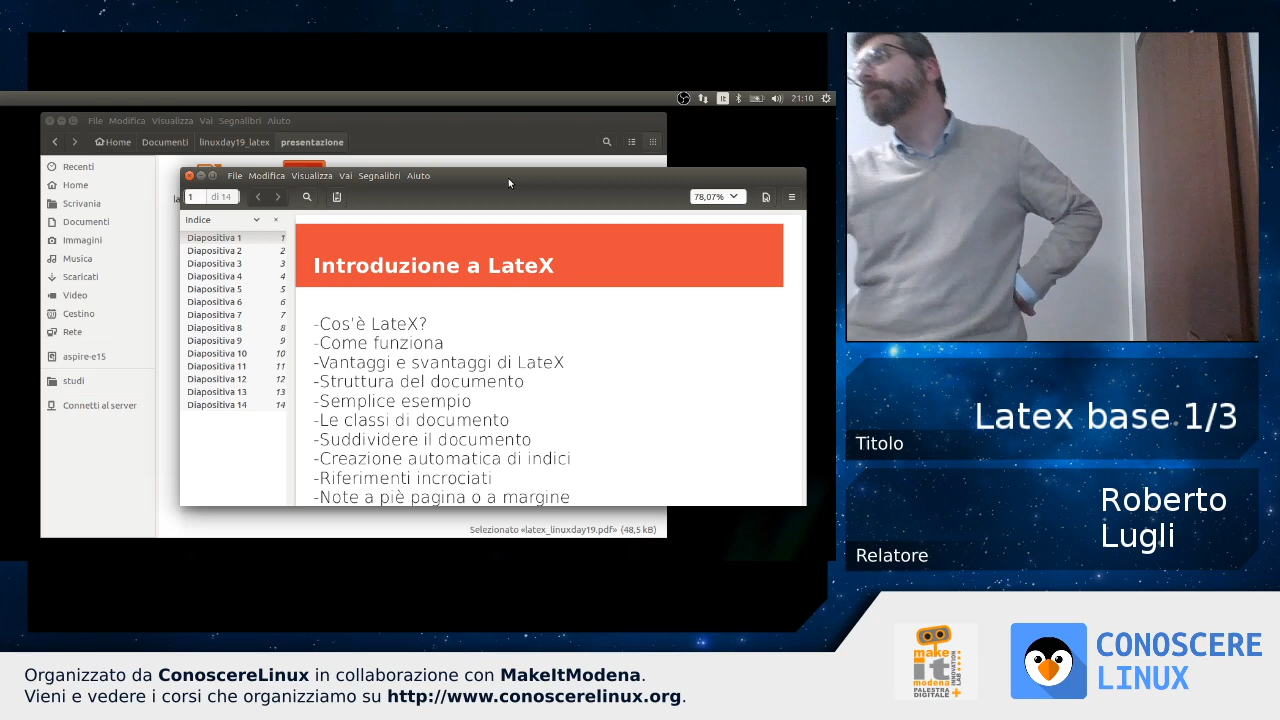 It
21:10
File Modifica Visualizza Vai Segnalibri Aiuto
Home Documenti linuxday19_latex presentazione
Recenti
Home
Scrivania
Documenti
Immagini
Musica
Scaricati
Video
Cestino
Rete
aspire-e15
studi
Connetti al server
la
File Modifica Visualizza Vai Segnalibri Aiuto
1 di 14
78,07%
Indice
Diapositiva 1 1
Diapositiva 2 2
Diapositiva 3 3
Diapositiva 4 4
Diapositiva 5 5
Diapositiva 6 6
Diapositiva 7 7
Diapositiva 8 8
Diapositiva 9 9
Diapositiva 10 10
Diapositiva 11 11
Diapositiva 12 12
Diapositiva 13 13
Diapositiva 14 14
Introduzione a LateX
-Cos'è LateX?
-Come funziona
-Vantaggi e svantaggi di LateX
-Struttura del documento
-Semplice esempio
-Le classi di documento
-Suddividere il documento
-Creazione automatica di indici
-Riferimenti incrociati
-Note a piè pagina o a margine
Selezionato «latex_linuxday19.pdf» (48,5 kB)
Latex base 1/3
Titolo
Roberto
Lugli
Relatore
make
it
modena
PALESTRA
DIGITALE
INNOVATION
LAB
CONOSCERE
LINUX
Organizzato da ConoscereLinux in collaborazione con MakeItModena.
Vieni e vedere i corsi che organizziamo su http://www.conoscerelinux.org.